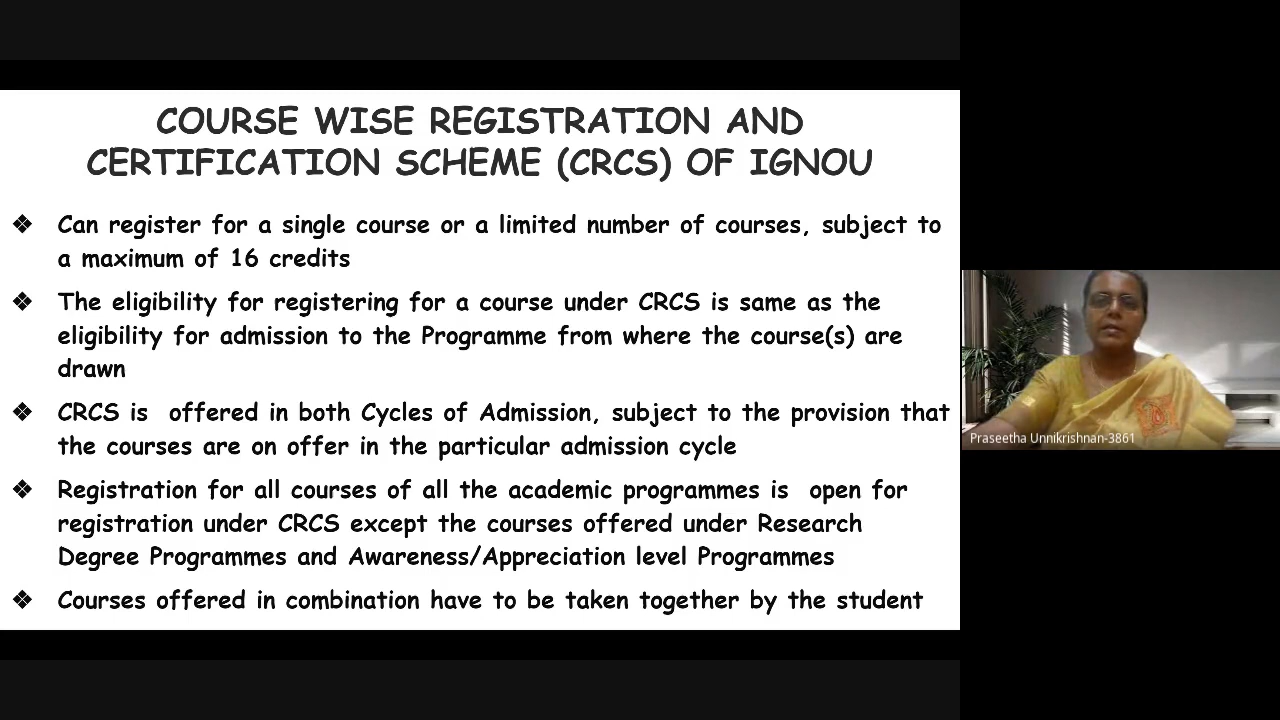 COURSE WISE REGISTRATION AND
CERTIFICATION SCHEME (CRCS) OF IGNOU
❖ Can register for a single course or a limited number of courses, subject to
a maximum of 16 credits
❖ The eligibility for registering for a course under CRCS is same as the
eligibility for admission to the Programme from where the course(s) are
drawn
❖ CRCS is offered in both Cycles of Admission, subject to the provision that
the courses are on offer in the particular admission cycle
❖ Registration for all courses of all the academic programmes is open for
registration under CRCS except the courses offered under Research
Degree Programmes and Awareness/Appreciation level Programmes
❖ Courses offered in combination have to be taken together by the student
Praseetha Unnikrishnan-3861